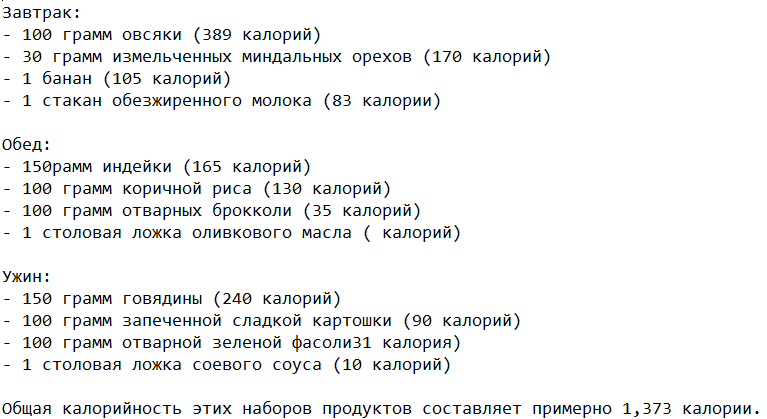 Завтрак:
- 100 грамм овсяки (389 калорий)
- 30 грамм измельченных миндальных орехов (170 калорий)
- 1 банан (105 калорий)
- 1 стакан обезжиренного молока (83 калории)
Обед:
- 150рамм индейки (165 калорий)
- 100 грамм коричной риса (130 калорий)
- 100 грамм отварных брокколи (35 калорий)
- 1 столовая ложка оливкового масла ( калорий)
Ужин:
- 150 грамм говядины (240 калорий)
- 100 грамм запеченной сладкой картошки (90 калорий)
- 100 грамм отварной зеленой фасоли31 калория)
- 1 столовая ложка соевого соуса (10 калорий)
Общая калорийность этих наборов продуктов составляет примерно 1,373 калории.